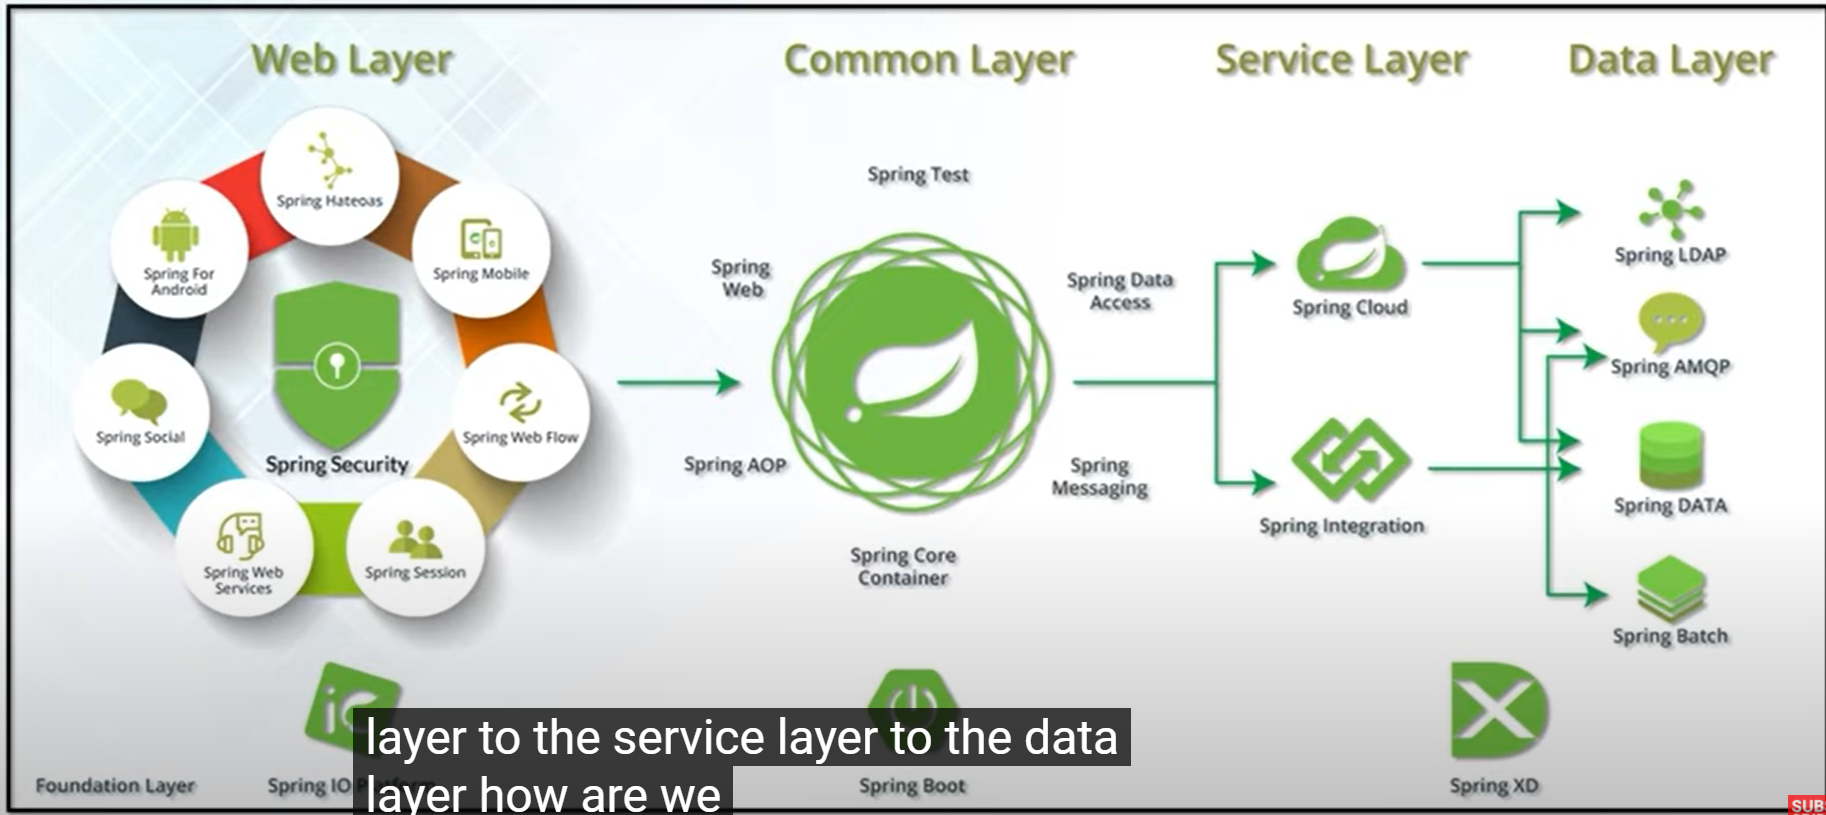 Web Layer
Common Layer
Service Layer
Data Layer
Spring Hateoas
Spring For
Android
Spring Mobile
Spring Social
Spring Web Flow
Spring Security
Spring Web
Services
Spring Session
Spring Test
Spring
Web
Spring Data
Access
Spring AOP
Spring
Messaging
Spring Core
Container
Spring Cloud
Spring Integration
Spring LDAP
Spring AMQP
Spring DATA
Spring Batch
layer to the service layer to the data
layer how are we
Foundation Layer
Spring IO Platform
Spring Boot
Spring XD
SUB